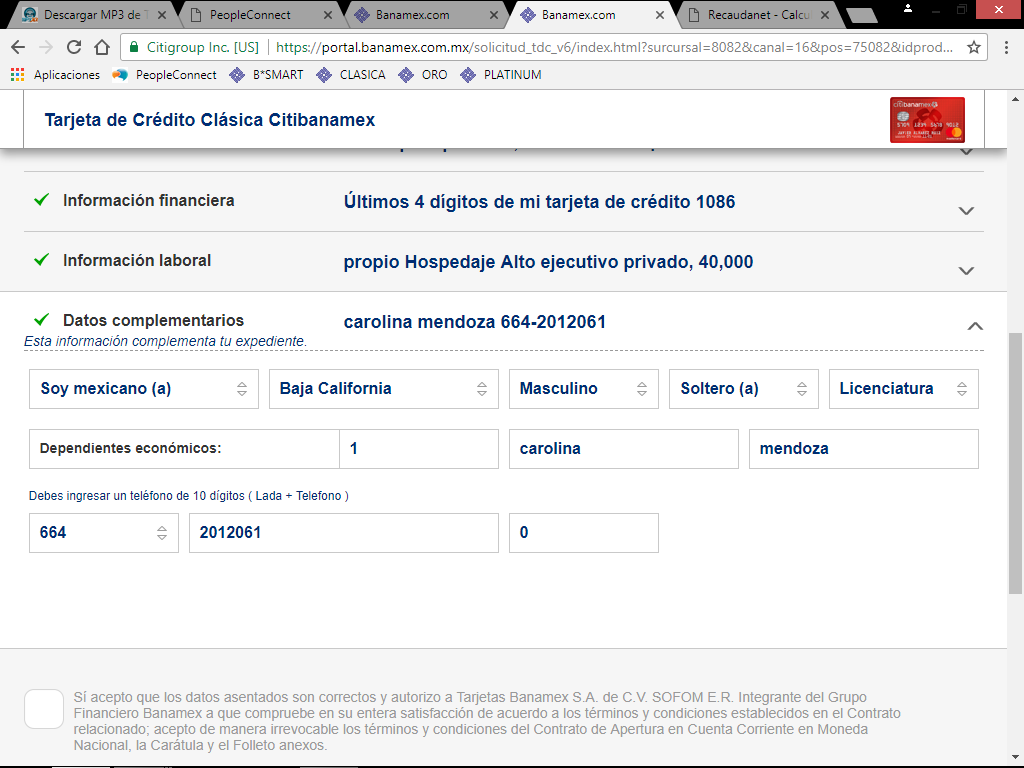 Descargar MP3 de
PeopleConnect
Banamex.com
Banamex.com
Recaudanet - Calcu
Citigroup Inc. [US]
https://portal.banamex.com.mx/solicitud_tdc_v6/index.html?sucursal=8082&canal=16&pos=75082&idprod...
Aplicaciones
PeopleConnect
B*SMART
CLASICA
ORO
PLATINUM
Tarjeta de Crédito Clásica Citibanamex
citibanamex
Información financiera
Últimos 4 dígitos de mi tarjeta de crédito 1086
Información laboral
propio Hospedaje Alto ejecutivo privado, 40,000
Datos complementarios
carolina mendoza 664-2012061
Esta información complementa tu expediente.
Soy mexicano (a)
Baja California
Masculino
Soltero (a)
Licenciatura
Dependientes económicos:
1
carolina
mendoza
Debes ingresar un teléfono de 10 dígitos ( Lada + Telefono )
664
2012061
0
Sí acepto que los datos asentados son correctos y autorizo a Tarjetas Banamex S.A. de C.V. SOFOM E.R. Integrante del Grupo
Financiero Banamex a que compruebe en su entera satisfacción de acuerdo a los términos y condiciones establecidos en el Contrato
relacionado; acepto de manera irrevocable los términos y condiciones del Contrato de Apertura en Cuenta Corriente en Moneda
Nacional, la Carátula y el Folleto anexos.